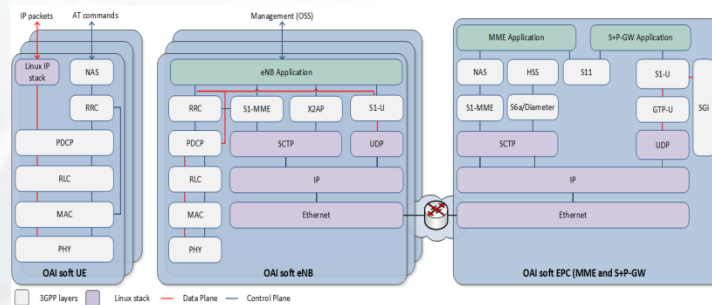 IP packets
AT commands
Management (OSS)
Linux IP
stack
NAS
RRC
PDCP
RLC
MAC
PHY
OAI soft UE
eNB Application
RRC
S1-MME
X2AP
S1-U
PDCP
SCTP
UDP
RLC
IP
MAC
Ethernet
PHY
OAI soft eNB
MME Application
S+P-GW Application
NAS
HSS
S11
S1-U
S1-MME
S6a/Diameter
GTP-U
SGi
SCTP
UDP
IP
Ethernet
OAI soft EPC (MME and S+P-GW
3GPP layers
Linux stack
Data Plane
Control Plane